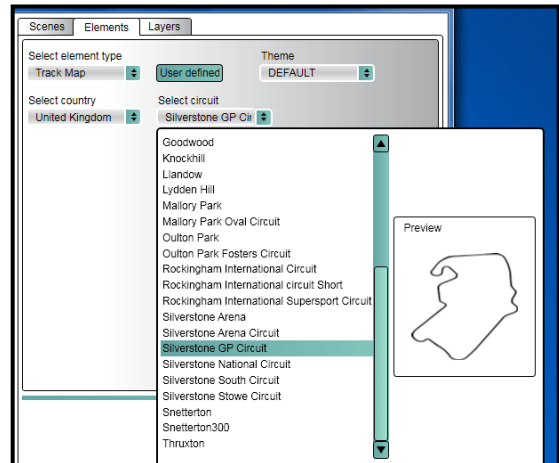 Scenes Elements Layers
Select element type Theme
Track Map User defined DEFAULT
Select country Select circuit
United Kingdom Silverstone GP Cir
Goodwood
Knockhill
Llandow
Lydden Hill
Mallory Park
Mallory Park Oval Circuit
Oulton Park
Oulton Park Fosters Circuit
Rockingham International Circuit
Rockingham International circuit Short
Rockingham International Supersport Circuit
Silverstone Arena
Silverstone Arena Circuit
Silverstone GP Circuit
Silverstone National Circuit
Silverstone South Circuit
Silverstone Stowe Circuit
Snetterton
Snetterton300
Thruxton
Preview